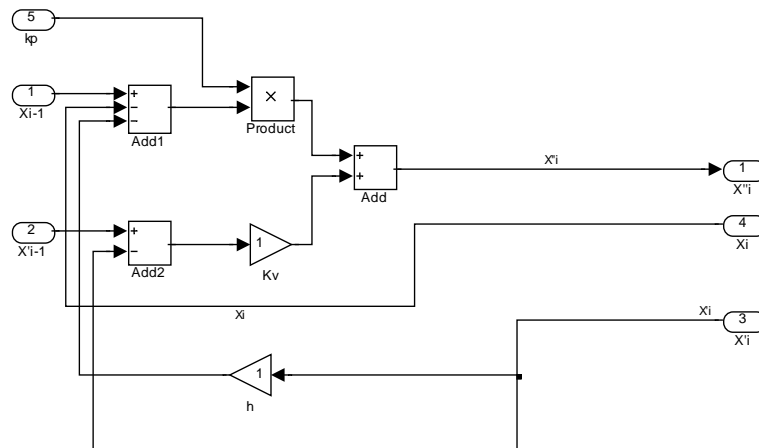 5
kp
1
Xi-1
+
−
−
Add1
×
Product
+
+
Add
X''i
1
X''i
2
X'i-1
+
−
Add2
1
Kv
4
Xi
Xi
X'i
3
X'i
1
h